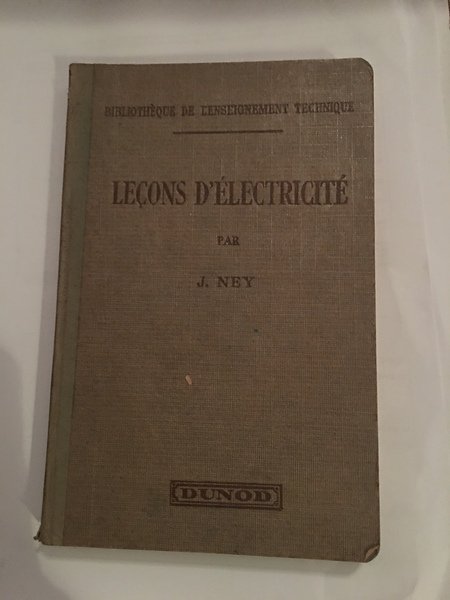 BIBLIOTHÈQUE DE L'ENSEIGNEMENT TECHNIQUE
LEÇONS D'ÉLECTRICITÉ
PAR
J. NEY
DUNOD